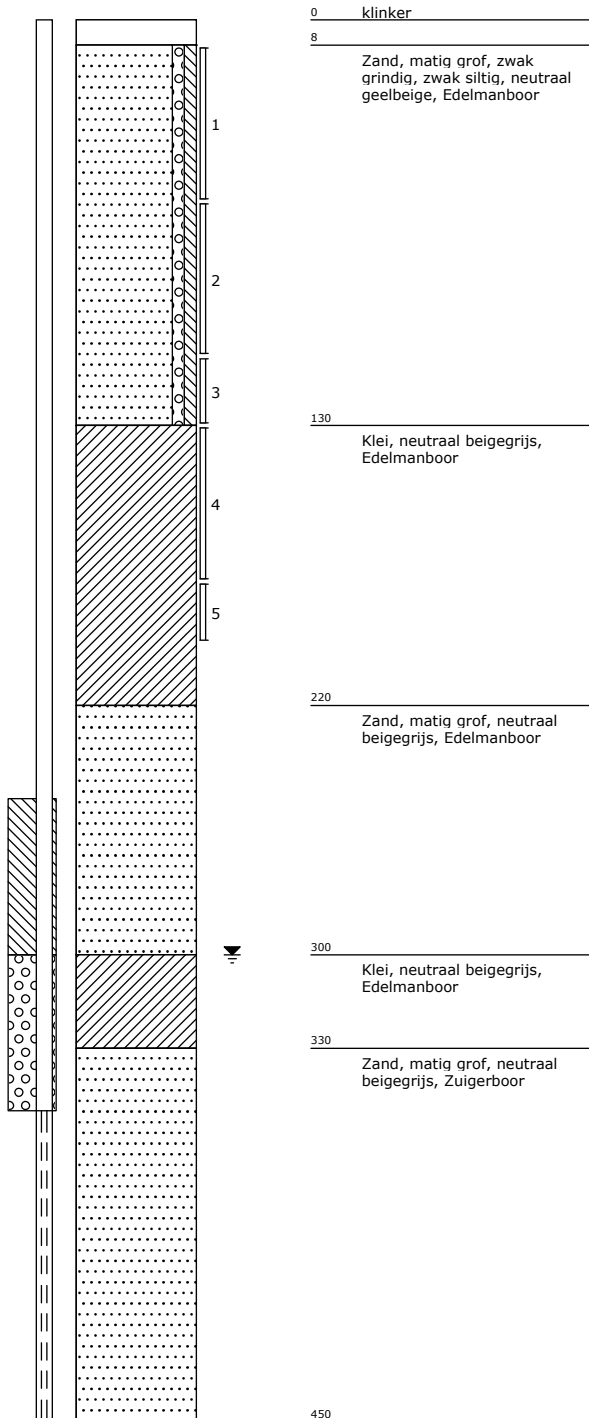 0 klinker
8
Zand, matig grof, zwak
grindig, zwak siltig, neutraal
geelbeige, Edelmanboor
1
2
3
130
Klei, neutraal beigegrijs,
Edelmanboor
4
5
220
Zand, matig grof, neutraal
beigegrijs, Edelmanboor
300
Klei, neutraal beigegrijs,
Edelmanboor
330
Zand, matig grof, neutraal
beigegrijs, Zuigerboor
450